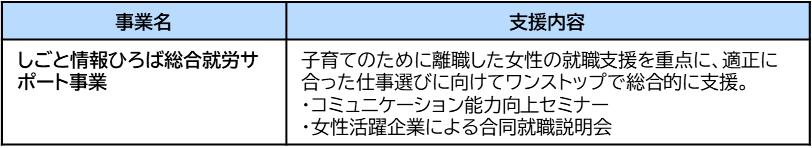 事業名
支援内容
しごと情報ひろば総合就労サ
ポート事業
子育てのために離職した女性の就職支援を重点に、適正に
合った仕事選びに向けてワンストップで総合的に支援。
・コミュニケーション能力向上セミナー
・女性活躍企業による合同就職説明会